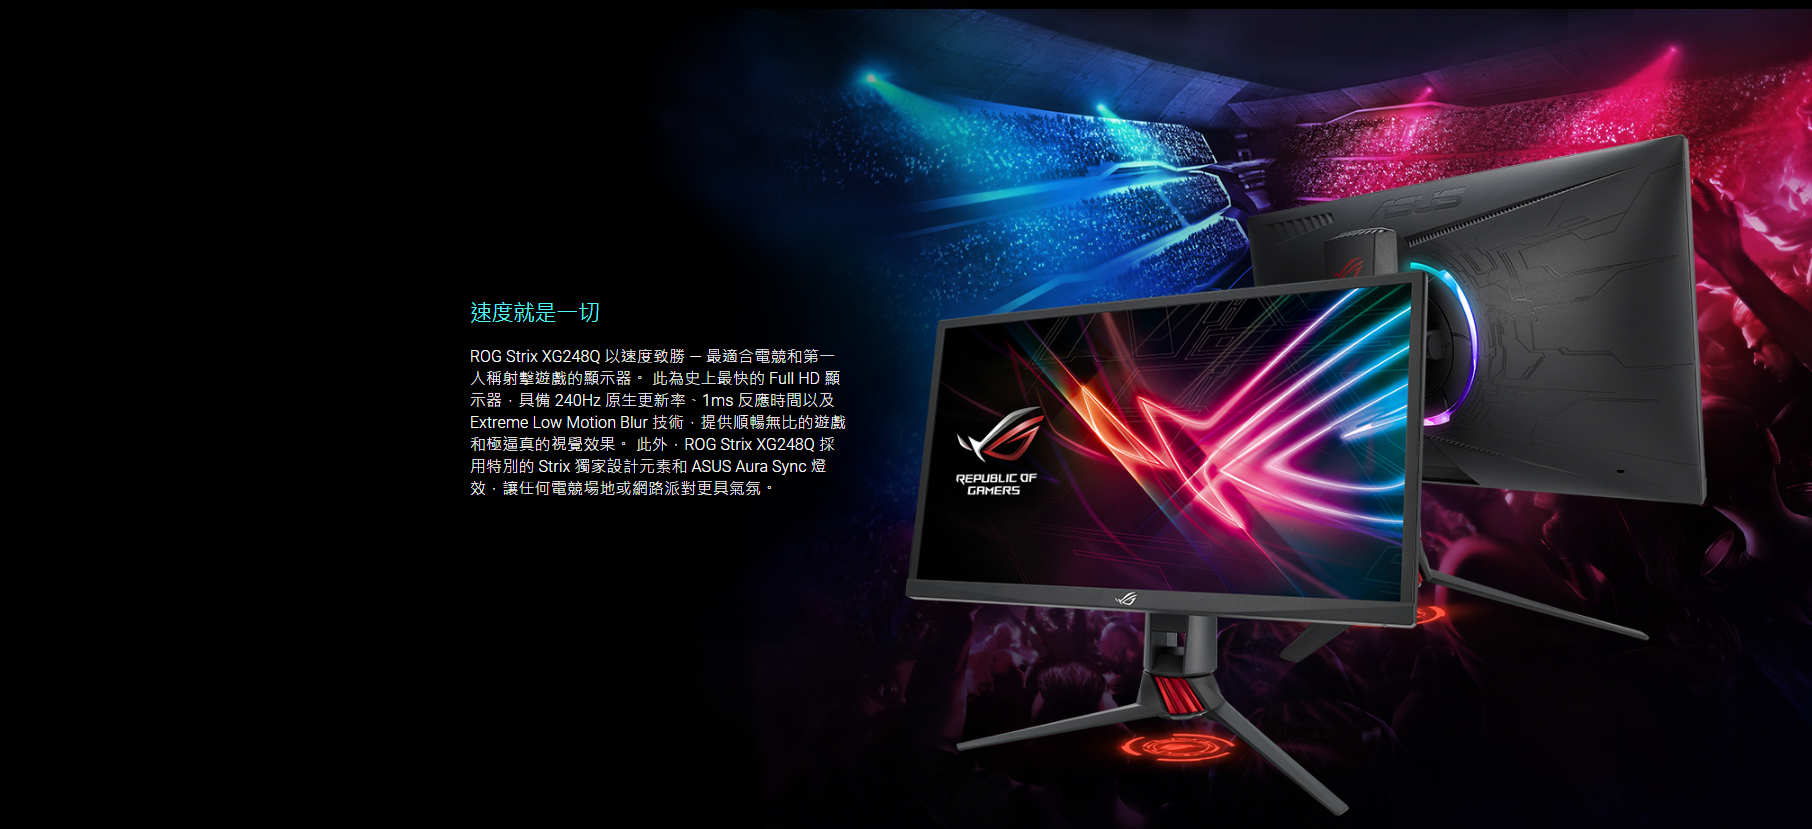 速度就是一切
ROG Strix XG248Q 以速度致勝 — 最適合電競和第一
人稱射擊遊戲的顯示器。 此為史上最快的 Full HD 顯
示器，具備 240Hz 原生更新率、1ms 反應時間以及
Extreme Low Motion Blur 技術，提供順暢無比的遊戲
和極逼真的視覺效果。 此外，ROG Strix XG248Q 採
用特別的 Strix 獨家設計元素和 ASUS Aura Sync 燈
效，讓任何電競場地或網路派對更具氣氛。
ASUS
REPUBLIC OF
GAMERS